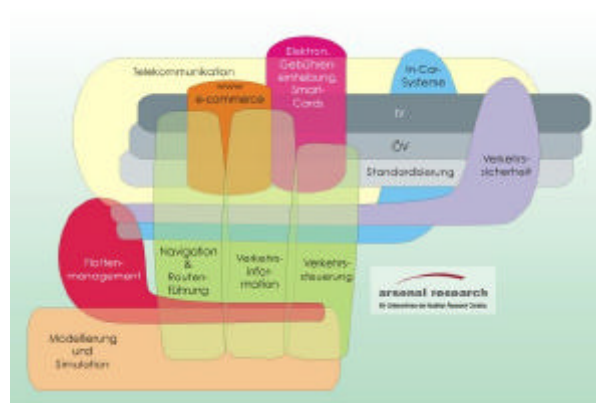 Telekommunikation
www
e-commerce
Elektron.
Gebühren-
einhebung,
Smart-
Cards
In-Car-
Systeme
IV
ÖV
Standardisierung
Verkehrs-
sicherheit
Flotten-
management
Navigation
&
Routen-
führung
Verkehrs-
infor
mation
Verkehrs-
steuerung
arsenal research
Modellierung
und
Simulation